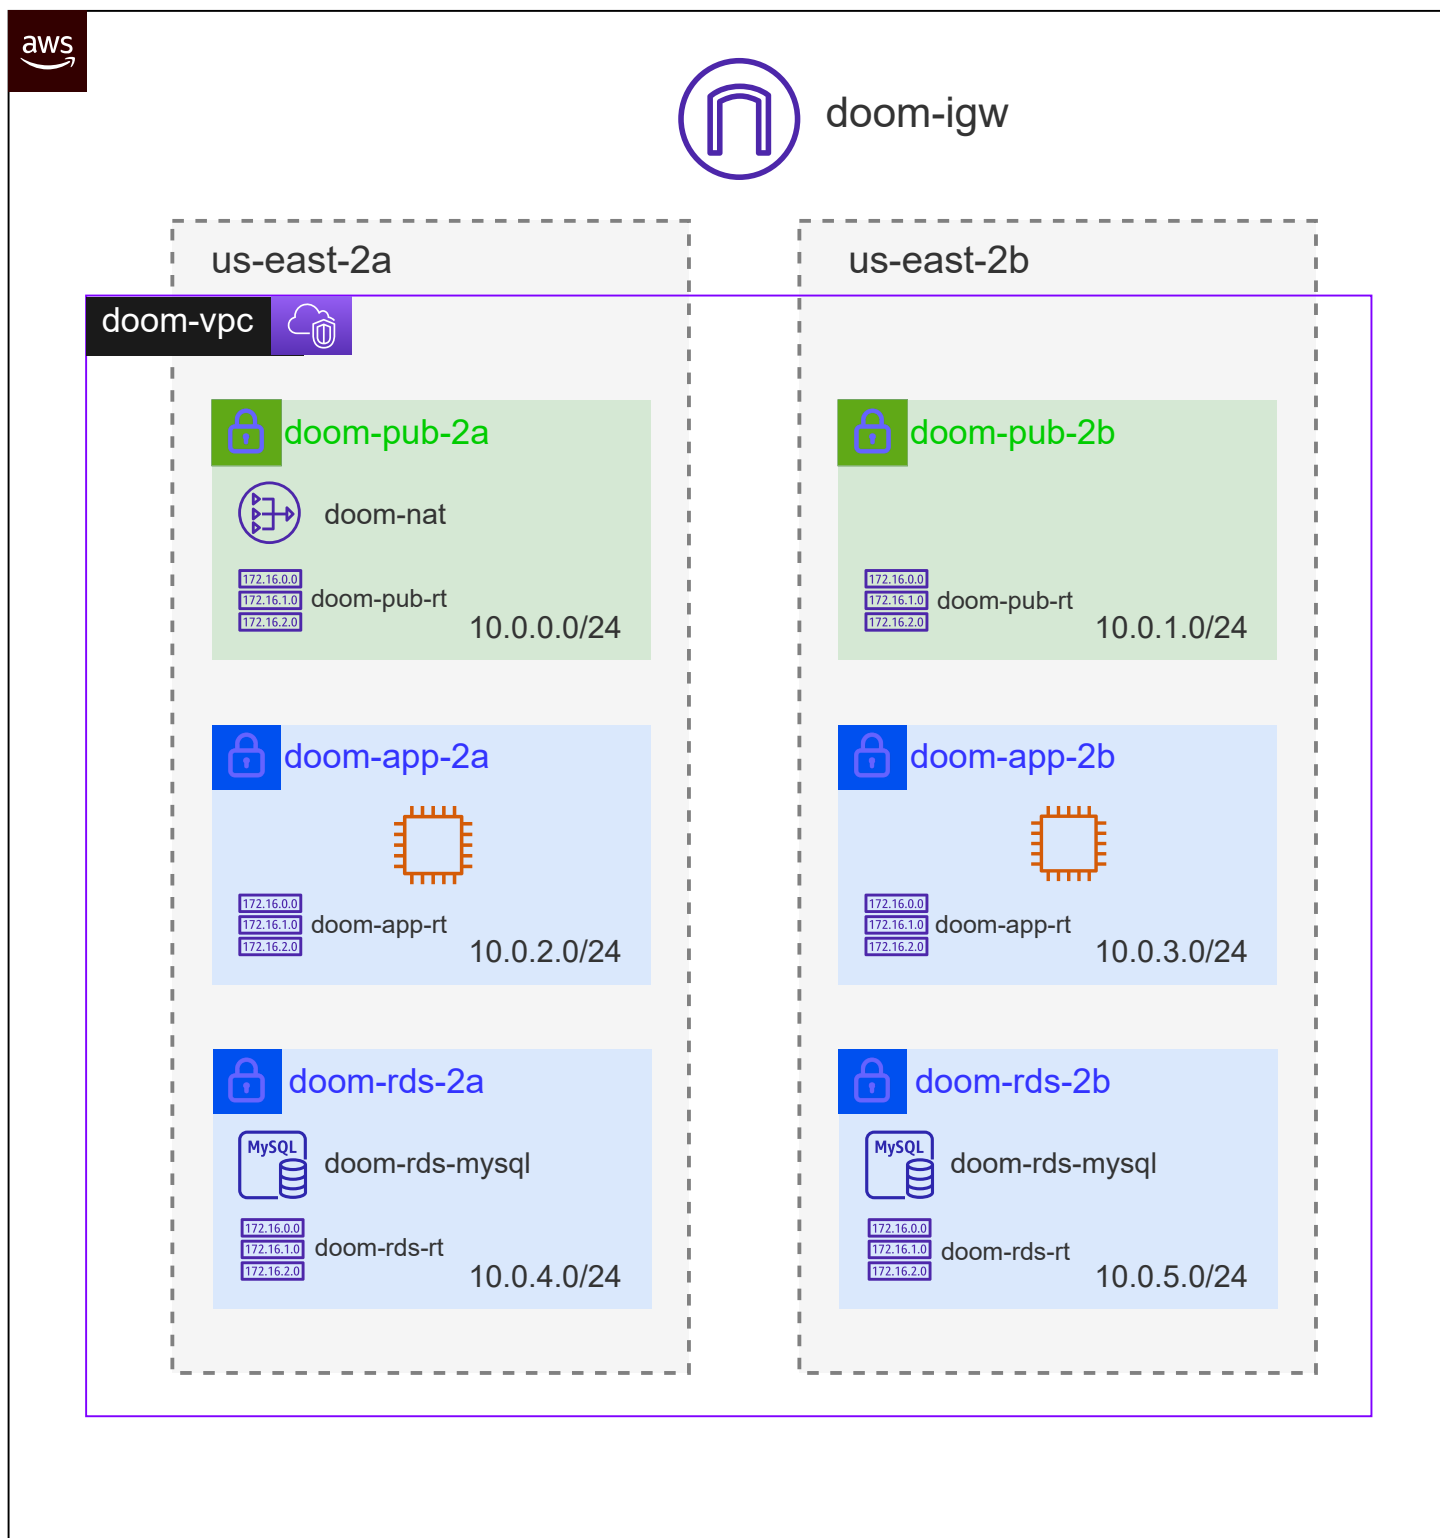 aws
doom-igw
us-east-2a
us-east-2b
doom-vpc
doom-pub-2a
doom-nat
172.16.0.0
172.16.1.0
172.16.2.0
doom-pub-rt
10.0.0.0/24
doom-pub-2b
172.16.0.0
172.16.1.0
172.16.2.0
doom-pub-rt
10.0.1.0/24
doom-app-2a
172.16.0.0
172.16.1.0
172.16.2.0
doom-app-rt
10.0.2.0/24
doom-app-2b
172.16.0.0
172.16.1.0
172.16.2.0
doom-app-rt
10.0.3.0/24
doom-rds-2a
MySQL
doom-rds-mysql
172.16.0.0
172.16.1.0
172.16.2.0
doom-rds-rt
10.0.4.0/24
doom-rds-2b
MySQL
doom-rds-mysql
172.16.0.0
172.16.1.0
172.16.2.0
doom-rds-rt
10.0.5.0/24